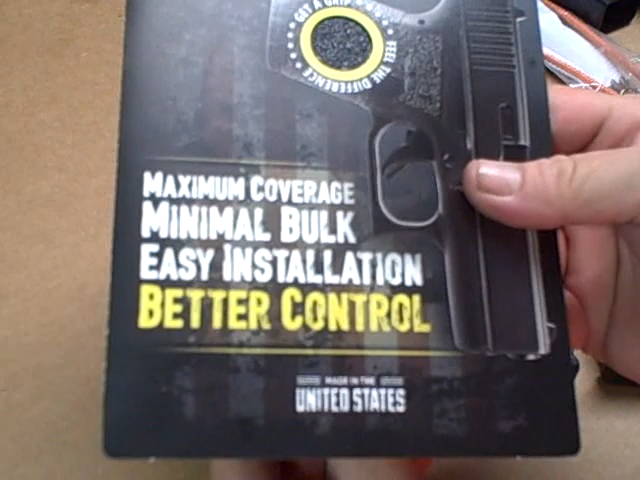 GET A GRIP
FEEL THE DIFFERENCE
MAXIMUM COVERAGE
MINIMAL BULK
EASY INSTALLATION
BETTER CONTROL
MADE IN THE
UNITED STATES